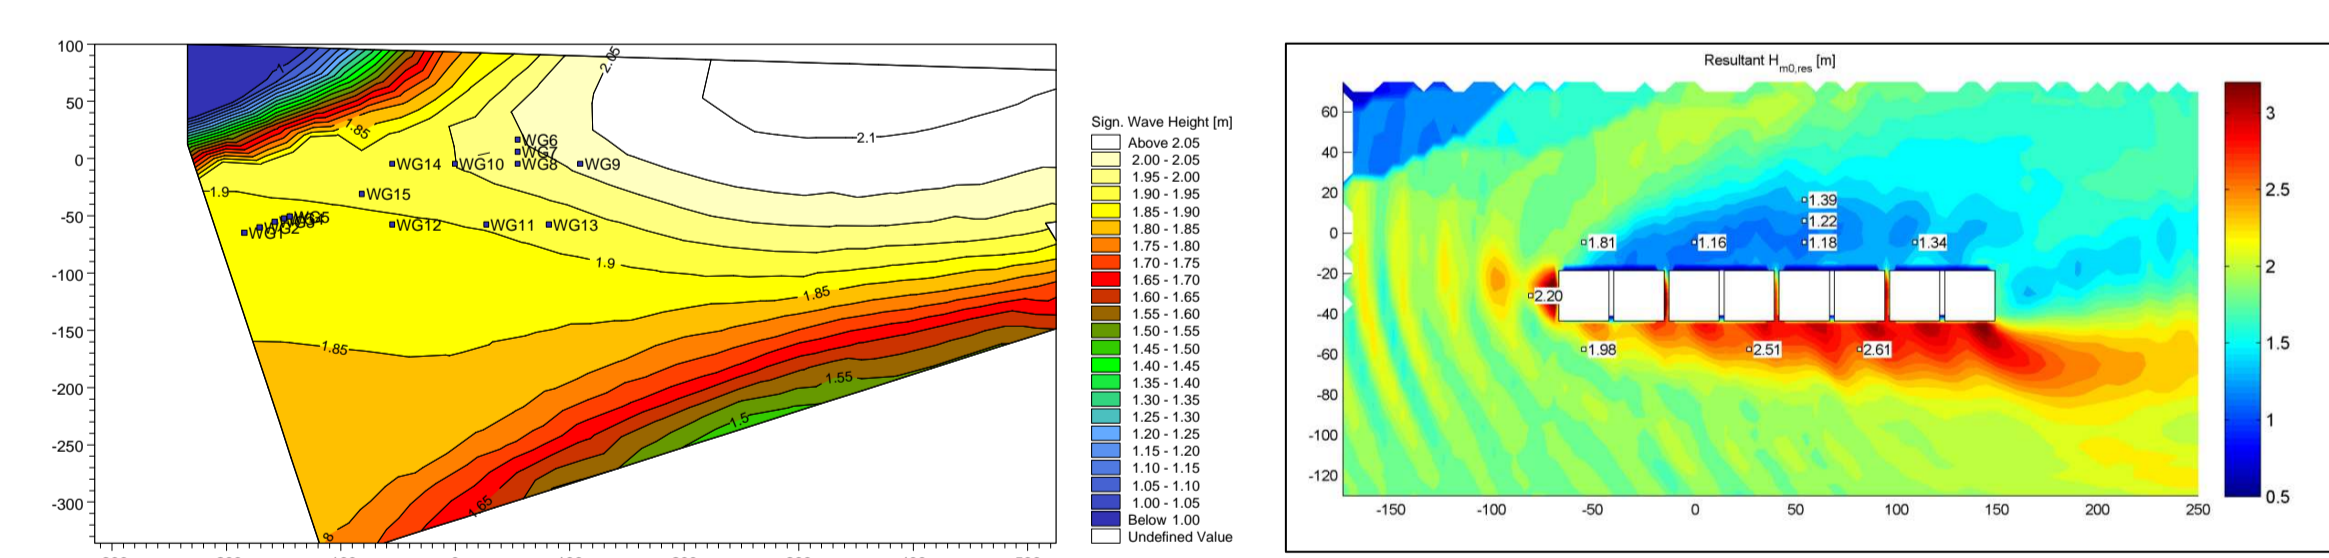 100
50
0
-50
-100
-150
-200
-250
-300
1
2.05
1.85
2.1
WG6
WG7
WG14
WG10
WG8
WG9
1.9
WG15
WG5
WG1
WG2
WG12
WG11
WG13
1.9
1.85
1.85
1.55
1.5
1.65
8
Sign. Wave Height [m]
Above 2.05
2.00 - 2.05
1.95 - 2.00
1.90 - 1.95
1.85 - 1.90
1.80 - 1.85
1.75 - 1.80
1.70 - 1.75
1.65 - 1.70
1.60 - 1.65
1.55 - 1.60
1.50 - 1.55
1.45 - 1.50
1.40 - 1.45
1.35 - 1.40
1.30 - 1.35
1.25 - 1.30
1.20 - 1.25
1.15 - 1.20
1.10 - 1.15
1.05 - 1.10
1.00 - 1.05
Below 1.00
Undefined Value
Resultant Hm0,res [m]
60
40
20
0
-20
-40
-60
-80
-100
-120
1.39
1.22
1.81
1.16
1.18
1.34
2.20
1.98
2.51
2.61
-150
-100
-50
0
50
100
150
200
250
3
2.5
2
1.5
1
0.5